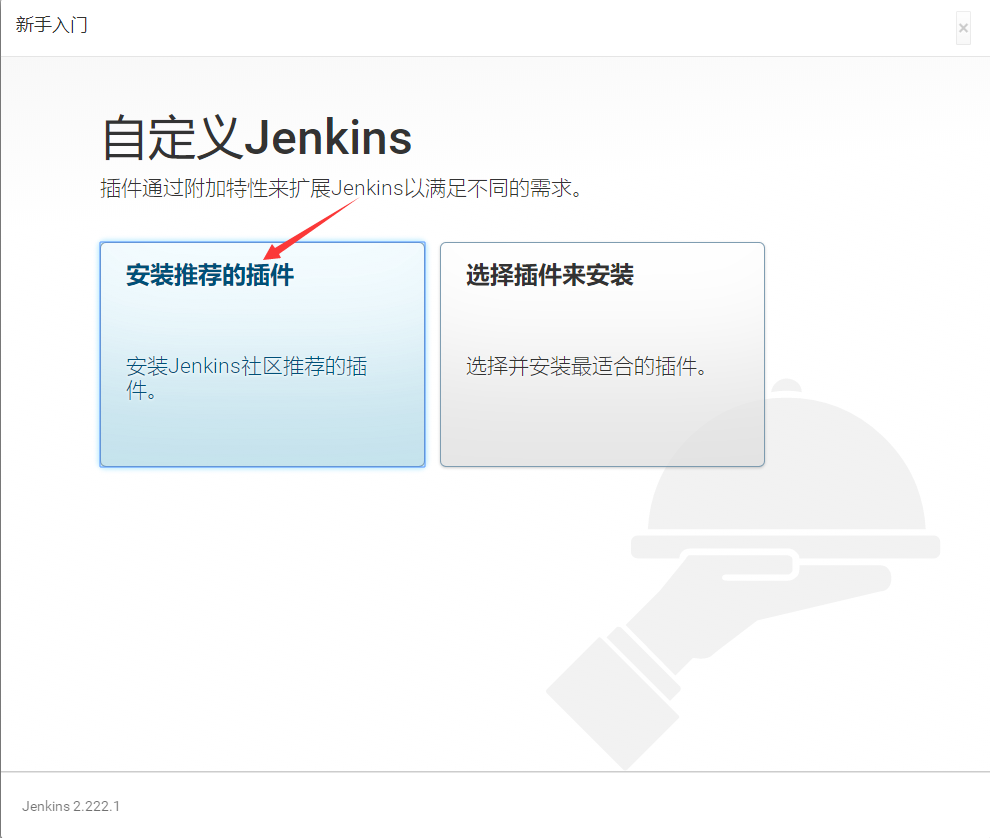 新手入门
×
自定义Jenkins
插件通过附加特性来扩展Jenkins以满足不同的需求。
安装推荐的插件
安装Jenkins社区推荐的插
件。
选择插件来安装
选择并安装最适合的插件。
Jenkins 2.222.1